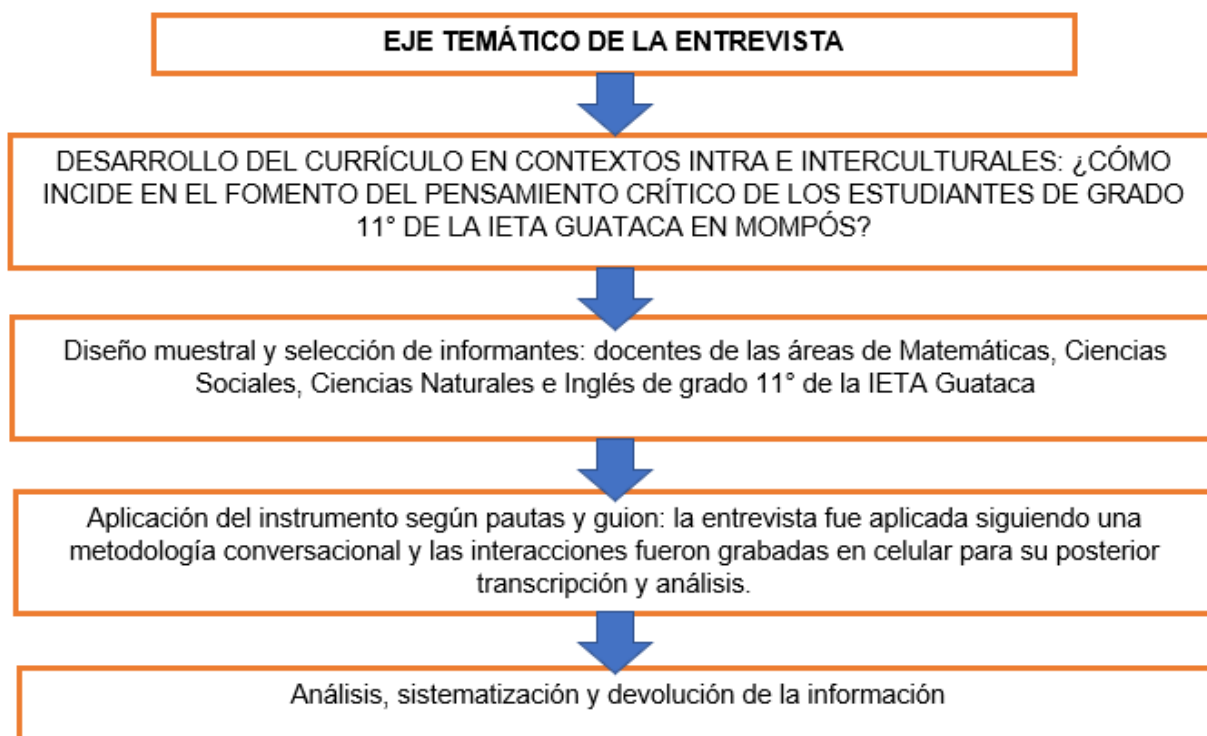 EJE TEMÁTICO DE LA ENTREVISTA
DESARROLLO DEL CURRÍCULO EN CONTEXTOS INTRA E INTERCULTURALES: ¿CÓMO
INCIDE EN EL FOMENTO DEL PENSAMIENTO CRÍTICO DE LOS ESTUDIANTES DE GRADO
11° DE LA IETA GUATACA EN MOMPÓS?
Diseño muestral y selección de informantes: docentes de las áreas de Matemáticas, Ciencias
Sociales, Ciencias Naturales e Inglés de grado 11° de la IETA Guataca
Aplicación del instrumento según pautas y guion: la entrevista fue aplicada siguiendo una
metodología conversacional y las interacciones fueron grabadas en celular para su posterior
transcripción y análisis.
Análisis, sistematización y devolución de la información